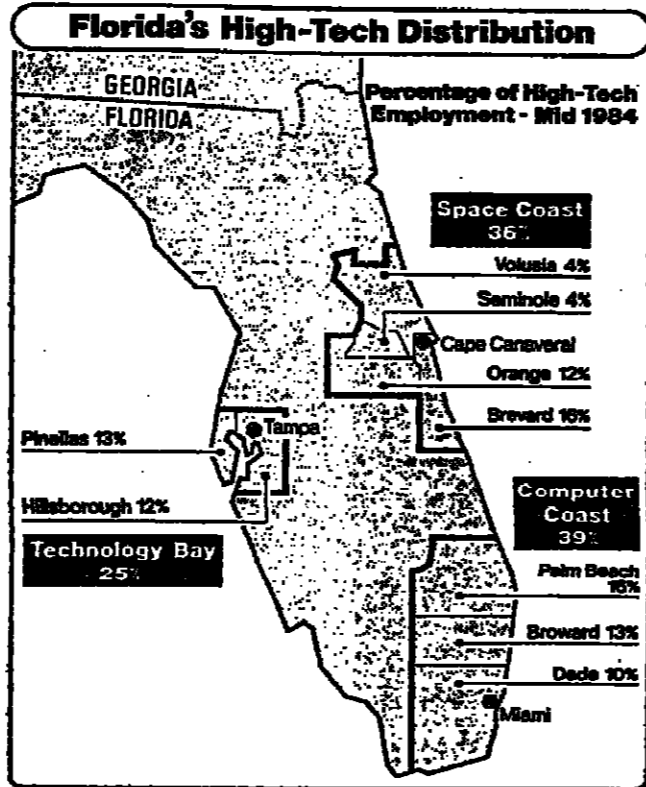 Florida's High-Tech Distribution
GEORGIA
FLORIDA
Percentage of High-Tech
Employment - Mid 1984
Space Coast
36%
Volusia 4%
Seminole 4%
Cape Canaveral
Orange 12%
Brevard 16%
Tampa
Pinellas 13%
Hillsborough 12%
Technology Bay
25%
Computer
Coast
39%
Palm Beach
16%
Broward 13%
Dade 10%
Miami